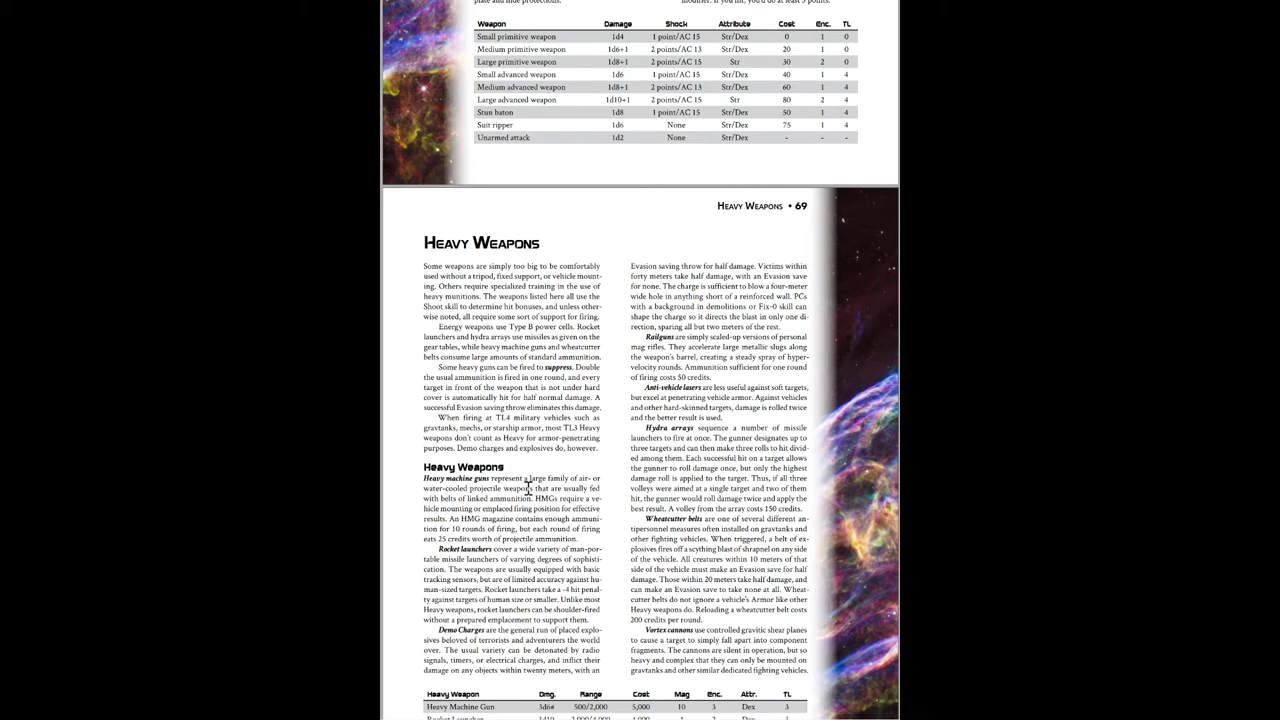 plate and hide protections.
modifier. If you hit, you'd do at least 3 points.
Weapon Damage Shock Attribute Cost Enc. TL
Small primitive weapon 1d4 1 point/AC 15 Str/Dex 0 1 0
Medium primitive weapon 1d6+1 2 points/AC 13 Str/Dex 20 1 0
Large primitive weapon 1d8+1 2 points/AC 15 Str 30 2 0
Small advanced weapon 1d6 1 point/AC 15 Str/Dex 40 1 4
Medium advanced weapon 1d8+1 2 points/AC 13 Str/Dex 60 1 4
Large advanced weapon 1d10+1 2 points/AC 15 Str 80 2 4
Stun baton 1d8 1 point/AC 15 Str/Dex 50 1 4
Suit ripper 1d6 None Str/Dex 75 1 4
Unarmed attack 1d2 None Str/Dex - - -
Heavy Weapons • 69
Heavy Weapons
Some weapons are simply too big to be comfortably
used without a tripod, fixed support, or vehicle mount-
ing. Others require specialized training in the use of
heavy munitions. The weapons listed here all use the
Shoot skill to determine hit bonuses, and unless other-
wise noted, all require some sort of support for firing.
Energy weapons use Type B power cells. Rocket
launchers and hydra arrays use missiles as given on the
gear tables, while heavy machine guns and wheatcutter
belts consume large amounts of standard ammunition.
Some heavy guns can be fired to suppress. Double
the usual ammunition is fired in one round, and every
target in front of the weapon that is not under hard
cover is automatically hit for half normal damage. A
successful Evasion saving throw eliminates this damage.
When firing at TL4 military vehicles such as
gravtanks, mechs, or starship armor, most TL3 Heavy
weapons don't count as Heavy for armor-penetrating
purposes. Demo charges and explosives do, however.
Heavy Weapons
Heavy machine guns represent a large family of air- or
water-cooled projectile weapons that are usually fed
with belts of linked ammunition. HMGs require a ve-
hicle mounting or emplaced firing position for effective
results. An HMG magazine contains enough ammuni-
tion for 10 rounds of firing, but each round of firing
eats 25 credits worth of projectile ammunition.
Rocket launchers cover a wide variety of man-por-
table missile launchers of varying degrees of sophisti-
cation. The weapons are usually equipped with basic
tracking sensors, but are of limited accuracy against hu-
man-sized targets. Rocket launchers take a -4 hit penal-
ty against targets of human size or smaller. Unlike most
Heavy weapons, rocket launchers can be shoulder-fired
without a prepared emplacement to support them.
Demo Charges are the general run of placed explo-
sives beloved of terrorists and adventurers the world
over. The usual variety can be detonated by radio
signals, timers, or electrical charges, and inflict their
damage on any objects within twenty meters, with an
Evasion saving throw for half damage. Victims within
forty meters take half damage, with an Evasion save
for none. The charge is sufficient to blow a four-meter
wide hole in anything short of a reinforced wall. PCs
with a background in demolitions or Fix-0 skill can
shape the charge so it directs the blast in only one di-
rection, sparing all but two meters of the rest.
Railguns are simply scaled-up versions of personal
mag rifles. They accelerate large metallic slugs along
the weapon's barrel, creating a steady spray of hyper-
velocity rounds. Ammunition sufficient for one round
of firing costs 50 credits.
Anti-vehicle lasers are less useful against soft targets,
but excel at penetrating vehicle armor. Against vehicles
and other hard-skinned targets, damage is rolled twice
and the better result is used.
Hydra arrays sequence a number of missile
launchers to fire at once. The gunner designates up to
three targets and can then make three rolls to hit divid-
ed among them. Each successful hit on a target allows
the gunner to roll damage once, but only the highest
damage roll is applied to the target. Thus, if all three
volleys were aimed at a single target and two of them
hit, the gunner would roll damage twice and apply the
best result. A volley from the array costs 150 credits.
Wheatcutter belts are one of several different an-
tipersonnel measures often installed on gravtanks and
other fighting vehicles. When triggered, a belt of ex-
plosives fires off a scything blast of shrapnel on any side
of the vehicle. All creatures within 10 meters of that
side of the vehicle must make an Evasion save for half
damage. Those within 20 meters take half damage, and
can make an Evasion save to take none at all. Wheat-
cutter belts do not ignore a vehicle's Armor like other
Heavy weapons do. Reloading a wheatcutter belt costs
200 credits per round.
Vortex cannons use controlled gravitic shear planes
to cause a target to simply fall apart into component
fragments. The cannons are silent in operation, but so
heavy and complex that they can only be mounted on
gravtanks and other similar dedicated fighting vehicles.
Heavy Weapon Dmg. Range Cost Mag Enc. Attr. TL
Heavy Machine Gun 3d6# 500/2,000 5,000 10 3 Dex 3
Rocket Launcher 3d10 2,000/4,000 4,000 1 2 Dex 3